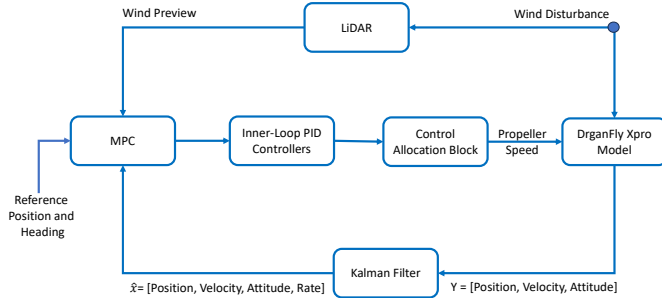 Wind Preview
Wind Disturbance
LiDAR
MPC
Inner-Loop PID
Controllers
Control
Allocation Block
Propeller
Speed
DrganFly Xpro
Model
Reference
Position and
Heading
Kalman Filter
x̂= [Position, Velocity, Attitude, Rate]
Y = [Position, Velocity, Attitude]